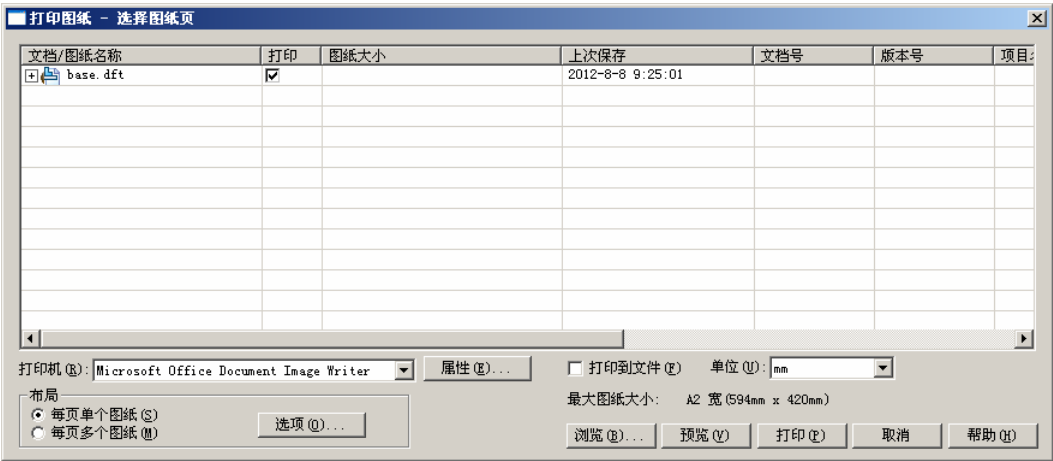 打印图纸 - 选择图纸页
文档/图纸名称 打印 图纸大小 上次保存 文档号 版本号 项目
base.dft 2012-8-8 9:25:01
打印机(R): Microsoft Office Document Image Writer 属性(E)... 打印到文件(F) 单位(U): mm
布局 最大图纸大小: A2 宽(594mm x 420mm)
每页单个图纸(S) 选项(O)...
每页多个图纸(M) 浏览(B)... 预览(V) 打印(P) 取消 帮助(H)